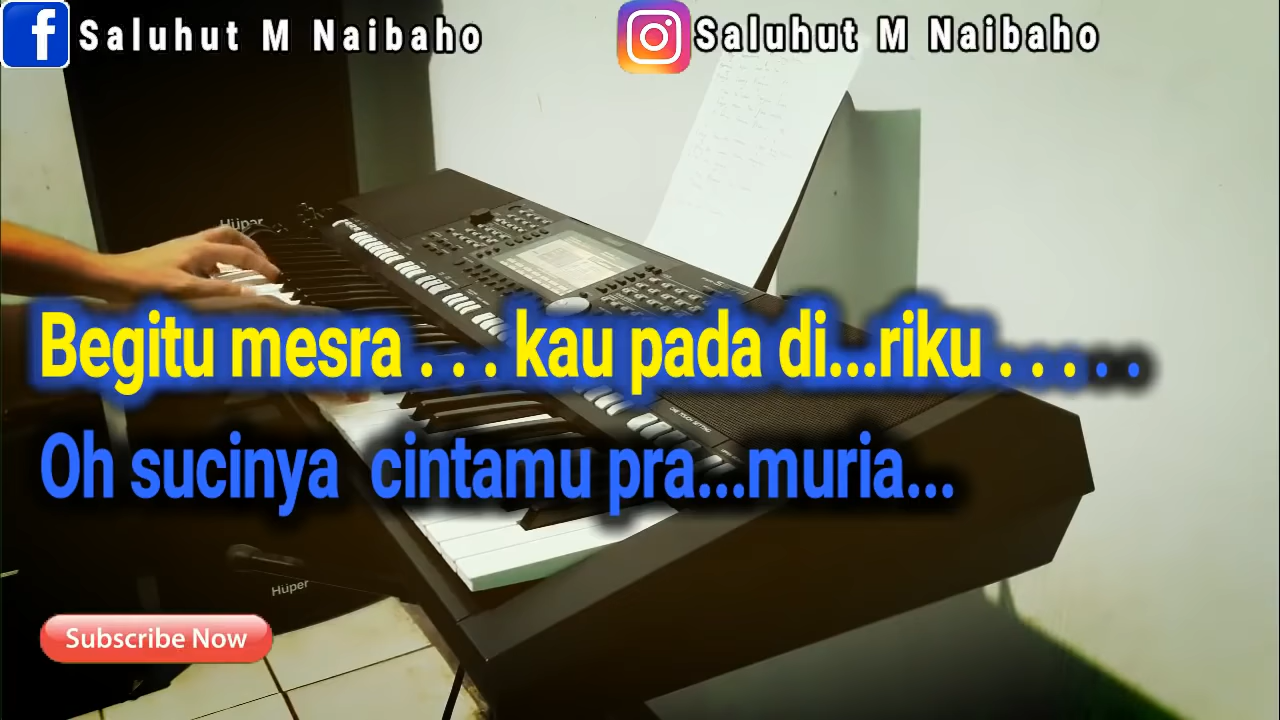 Saluhut M Naibaho
Saluhut M Naibaho
Hüper
Begitu mesra . . . kau pada di...riku . . . . .
Oh sucinya cintamu pra...muria...
Hüper
Subscribe Now